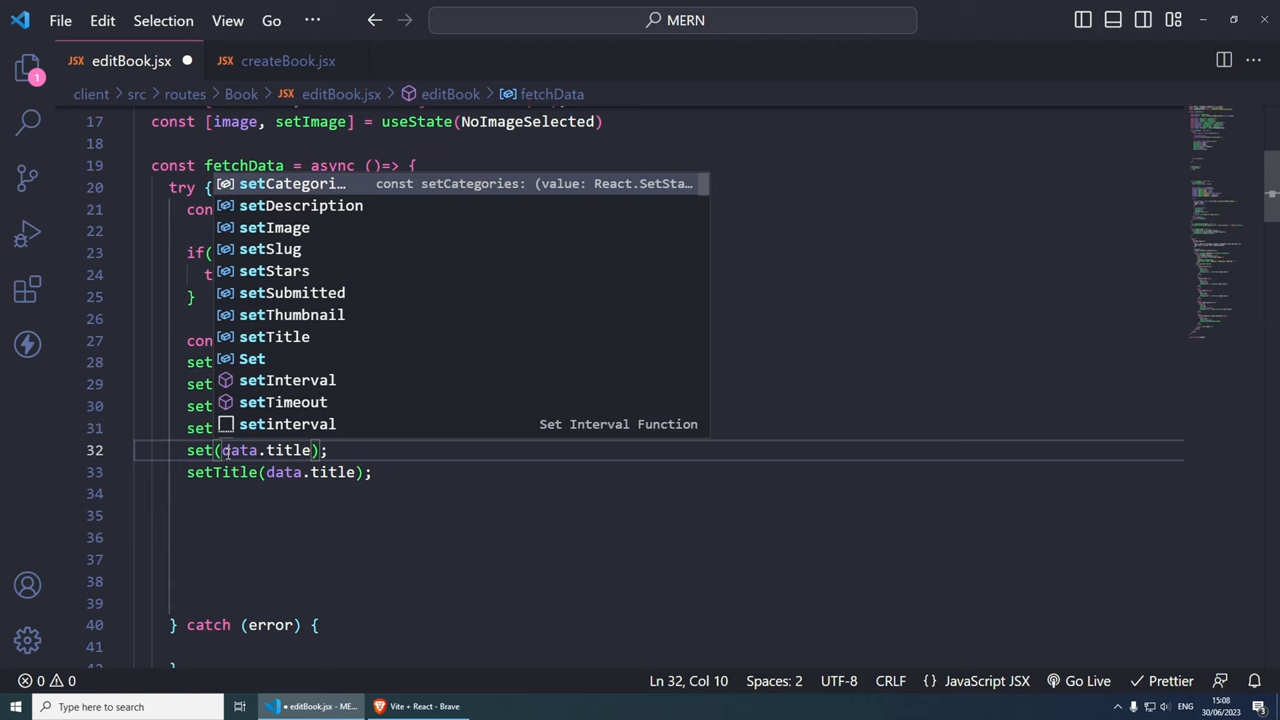 File Edit Selection View Go ··· MERN
JSX editBook.jsx JSX createBook.jsx
1
client > src > routes > Book > JSX editBook.jsx > editBook > fetchData
17 const [image, setImage] = useState(NoImageSelected)
18
19 const fetchData = async ()=> {
20 try {
setCategori… const setCategories: (value: React.SetSta…
21 con
setDescription
22
setImage
23 if(
setSlug
24 t
setStars
25 }
setSubmitted
26
setThumbnail
27 con
setTitle
28 set
Set
29 set
setInterval
30 set
setTimeout
31 set
setinterval Set Interval Function
32 set(data.title);
33 setTitle(data.title);
34
35
36
37
38
39
40 } catch (error) {
41
0 0 Ln 32, Col 10 Spaces: 2 UTF-8 CRLF {} JavaScript JSX Go Live Prettier
Type here to search • editBook.jsx - ME... Vite + React - Brave ENG 15:08
30/06/2023 3